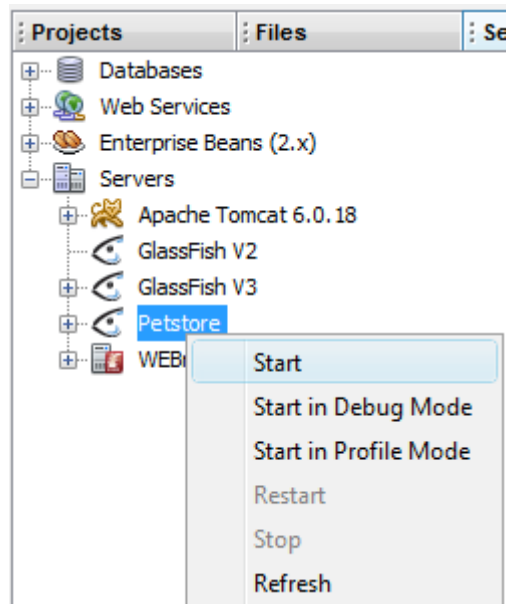 Projects Files Se
Databases
Web Services
Enterprise Beans (2.x)
Servers
Apache Tomcat 6.0.18
GlassFish V2
GlassFish V3
Petstore
WEB
Start
Start in Debug Mode
Start in Profile Mode
Restart
Stop
Refresh